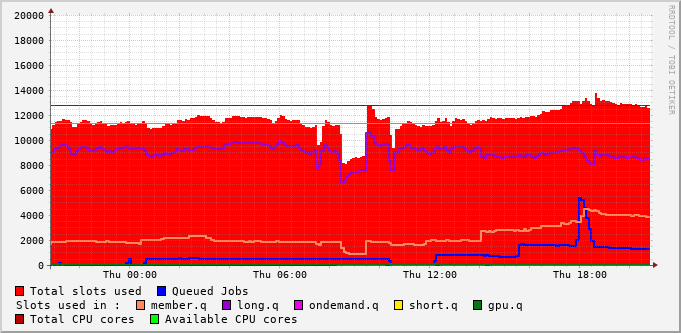 20000
18000
16000
14000
12000
10000
8000
6000
4000
2000
0
Thu 00:00 Thu 06:00 Thu 12:00 Thu 18:00
RRDTOOL / TOBI OETIKER
Total slots used Queued Jobs
Slots used in : member.q long.q ondemand.q short.q gpu.q
Total CPU cores Available CPU cores